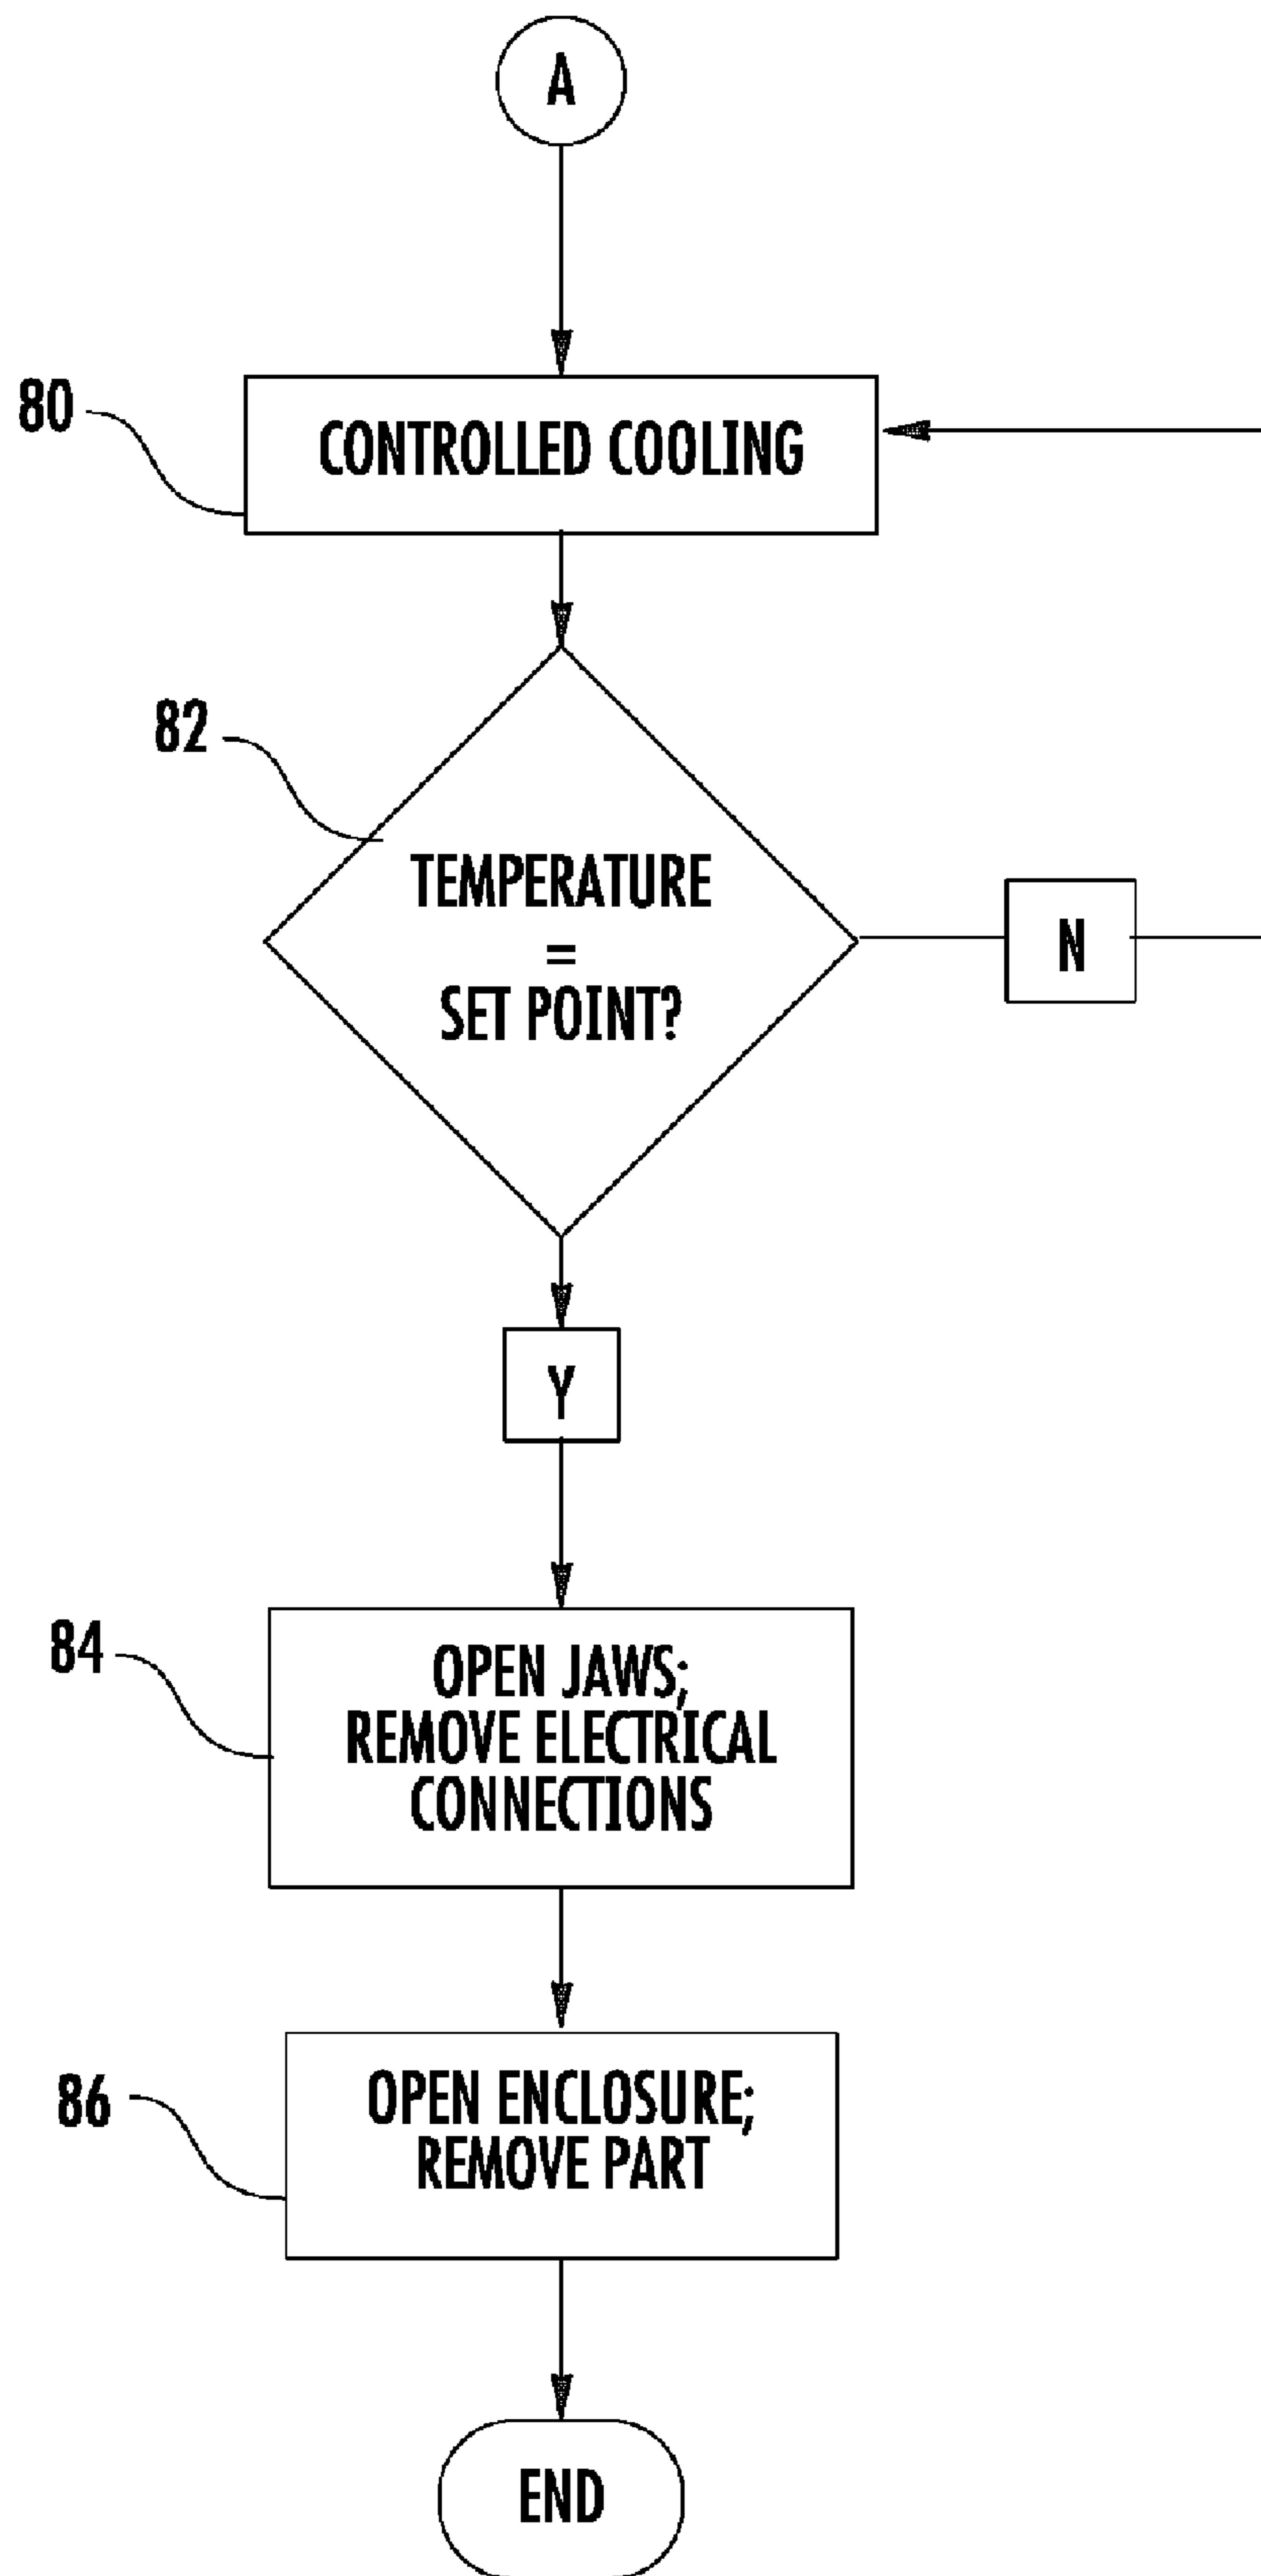 A
80
CONTROLLED COOLING
82
TEMPERATURE
=
SET POINT?
N
Y
84
OPEN JAWS;
REMOVE ELECTRICAL
CONNECTIONS
86
OPEN ENCLOSURE;
REMOVE PART
END